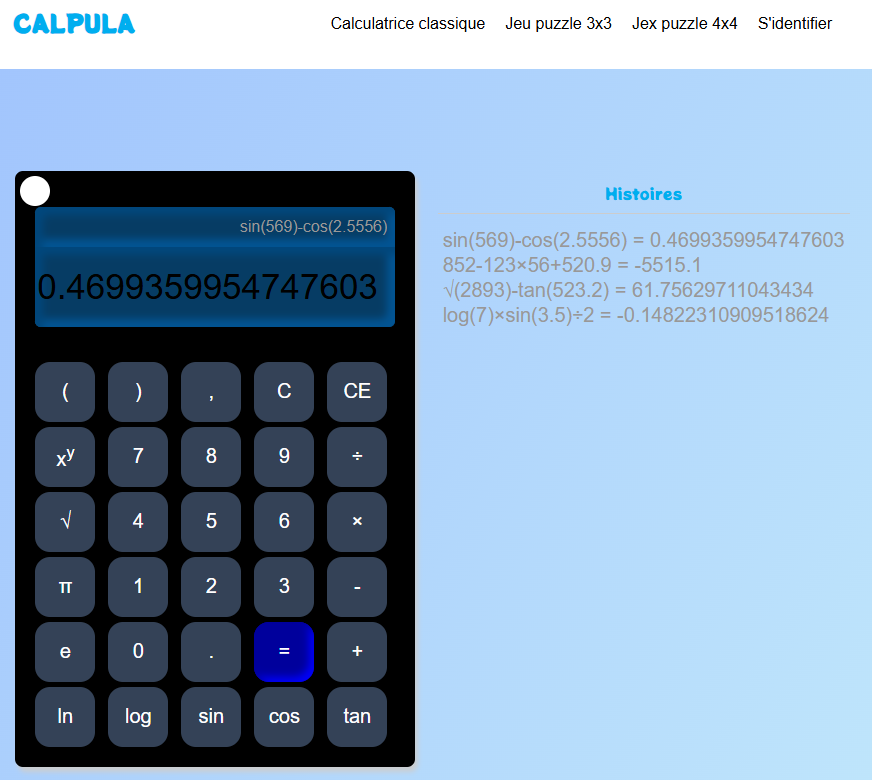 CALPULA
Calculatrice classique Jeu puzzle 3x3 Jex puzzle 4x4 S'identifier
sin(569)-cos(2.5556)
0.4699359954747603
( ) , C CE
xʸ 7 8 9 ÷
√ 4 5 6 ×
π 1 2 3 -
e 0 . = +
ln log sin cos tan
Histoires
sin(569)-cos(2.5556) = 0.4699359954747603
852-123×56+520.9 = -5515.1
√(2893)-tan(523.2) = 61.75629711043434
log(7)×sin(3.5)÷2 = -0.14822310909518624